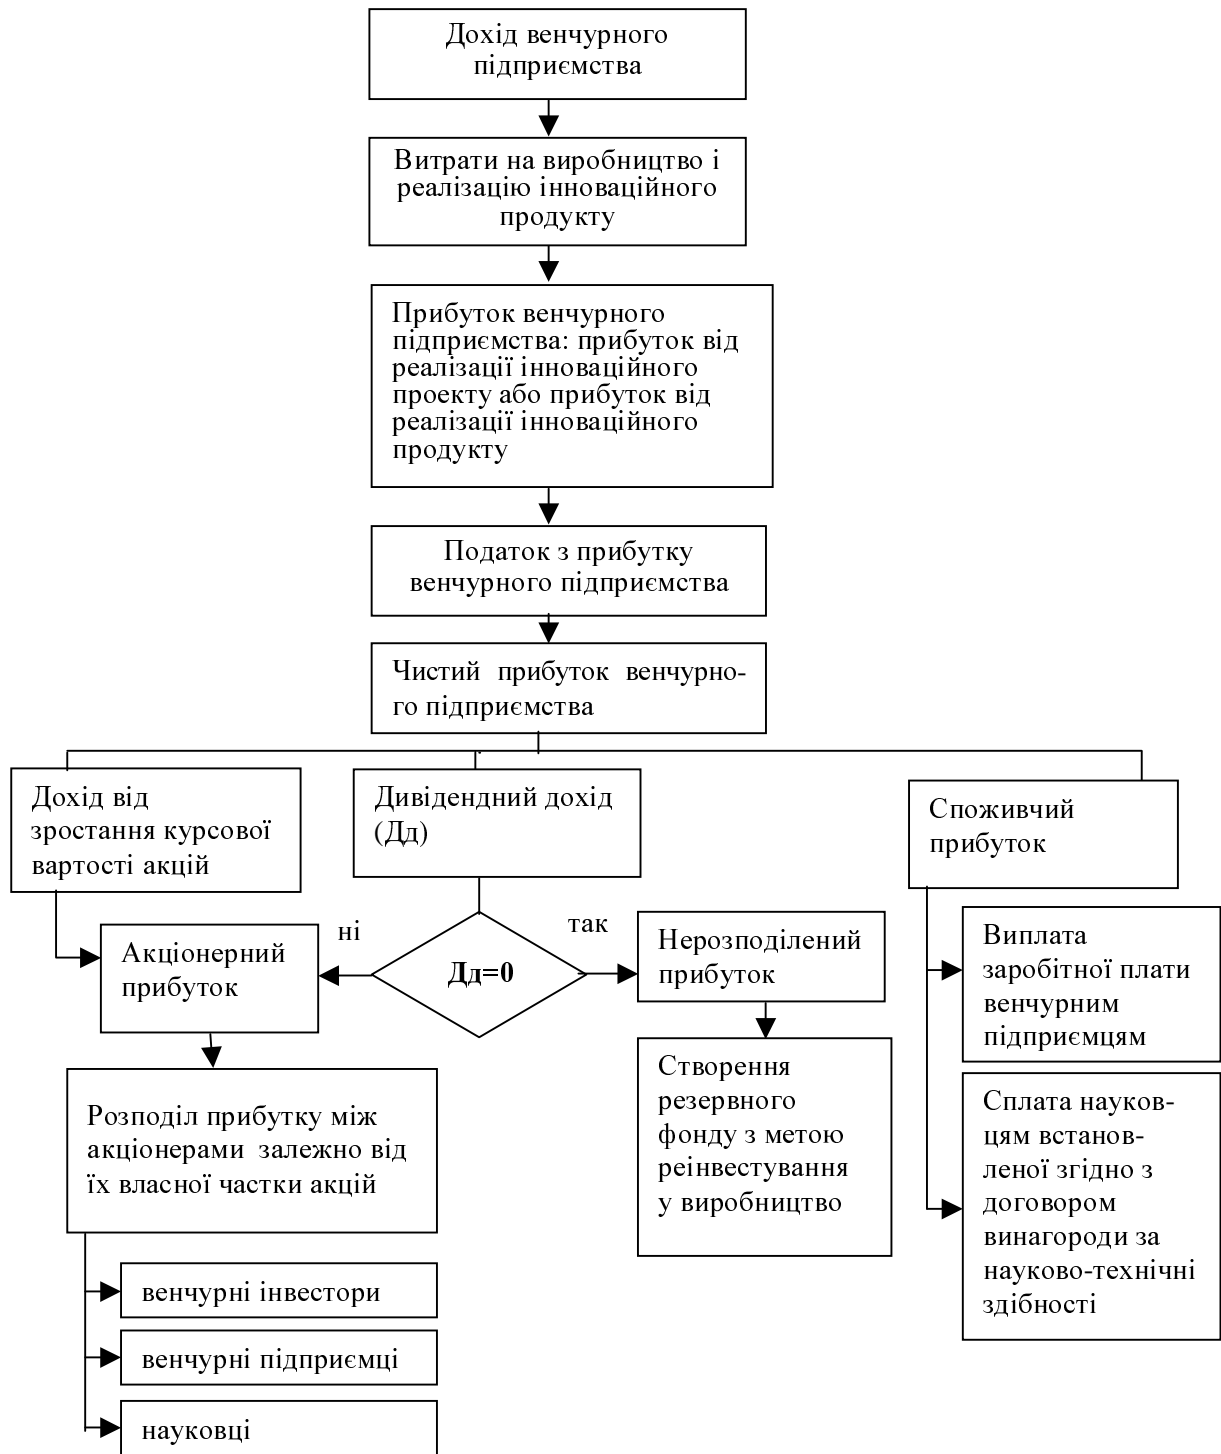 Дохід венчурного
підприємства
Витрати на виробництво і
реалізацію інноваційного
продукту
Прибуток венчурного
підприємства: прибуток від
реалізації інноваційного
проекту або прибуток від
реалізації інноваційного
продукту
Податок з прибутку
венчурного підприємства
Чистий прибуток венчурно-
го підприємства
Дохід від
зростання курсової
вартості акцій
Дивідендний дохід
(Дд)
Споживчий
прибуток
ні
так
Дд=0
Акціонерний
прибуток
Нерозподілений
прибуток
Виплата
заробітної плати
венчурним
підприємцям
Розподіл прибутку між
акціонерами залежно від
їх власної частки акцій
Створення
резервного
фонду з метою
реінвестування
у виробництво
Сплата науков-
цям встанов-
леної згідно з
договором
винагороди за
науково-технічні
здібності
венчурні інвестори
венчурні підприємці
науковці